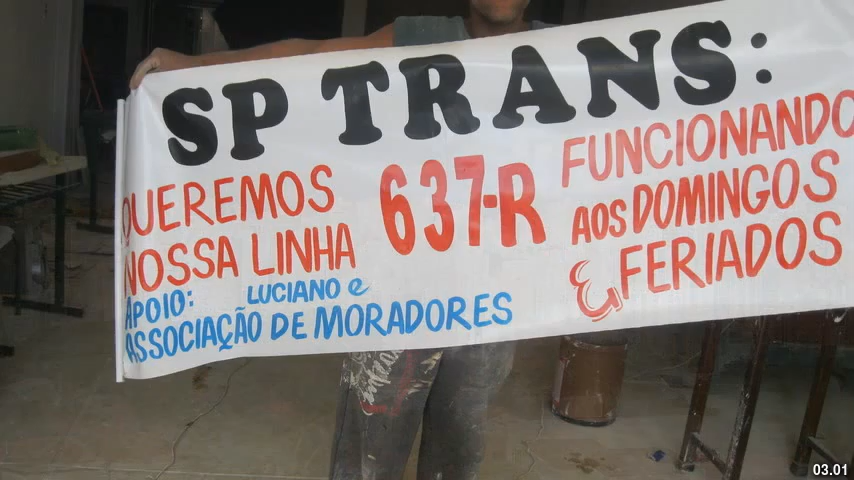 SP TRANS:
QUEREMOS
NOSSA LINHA
637-R
FUNCIONANDO
AOS DOMINGOS
& FERIADOS
APOIO: LUCIANO e
ASSOCIAÇÃO DE MORADORES
03.01